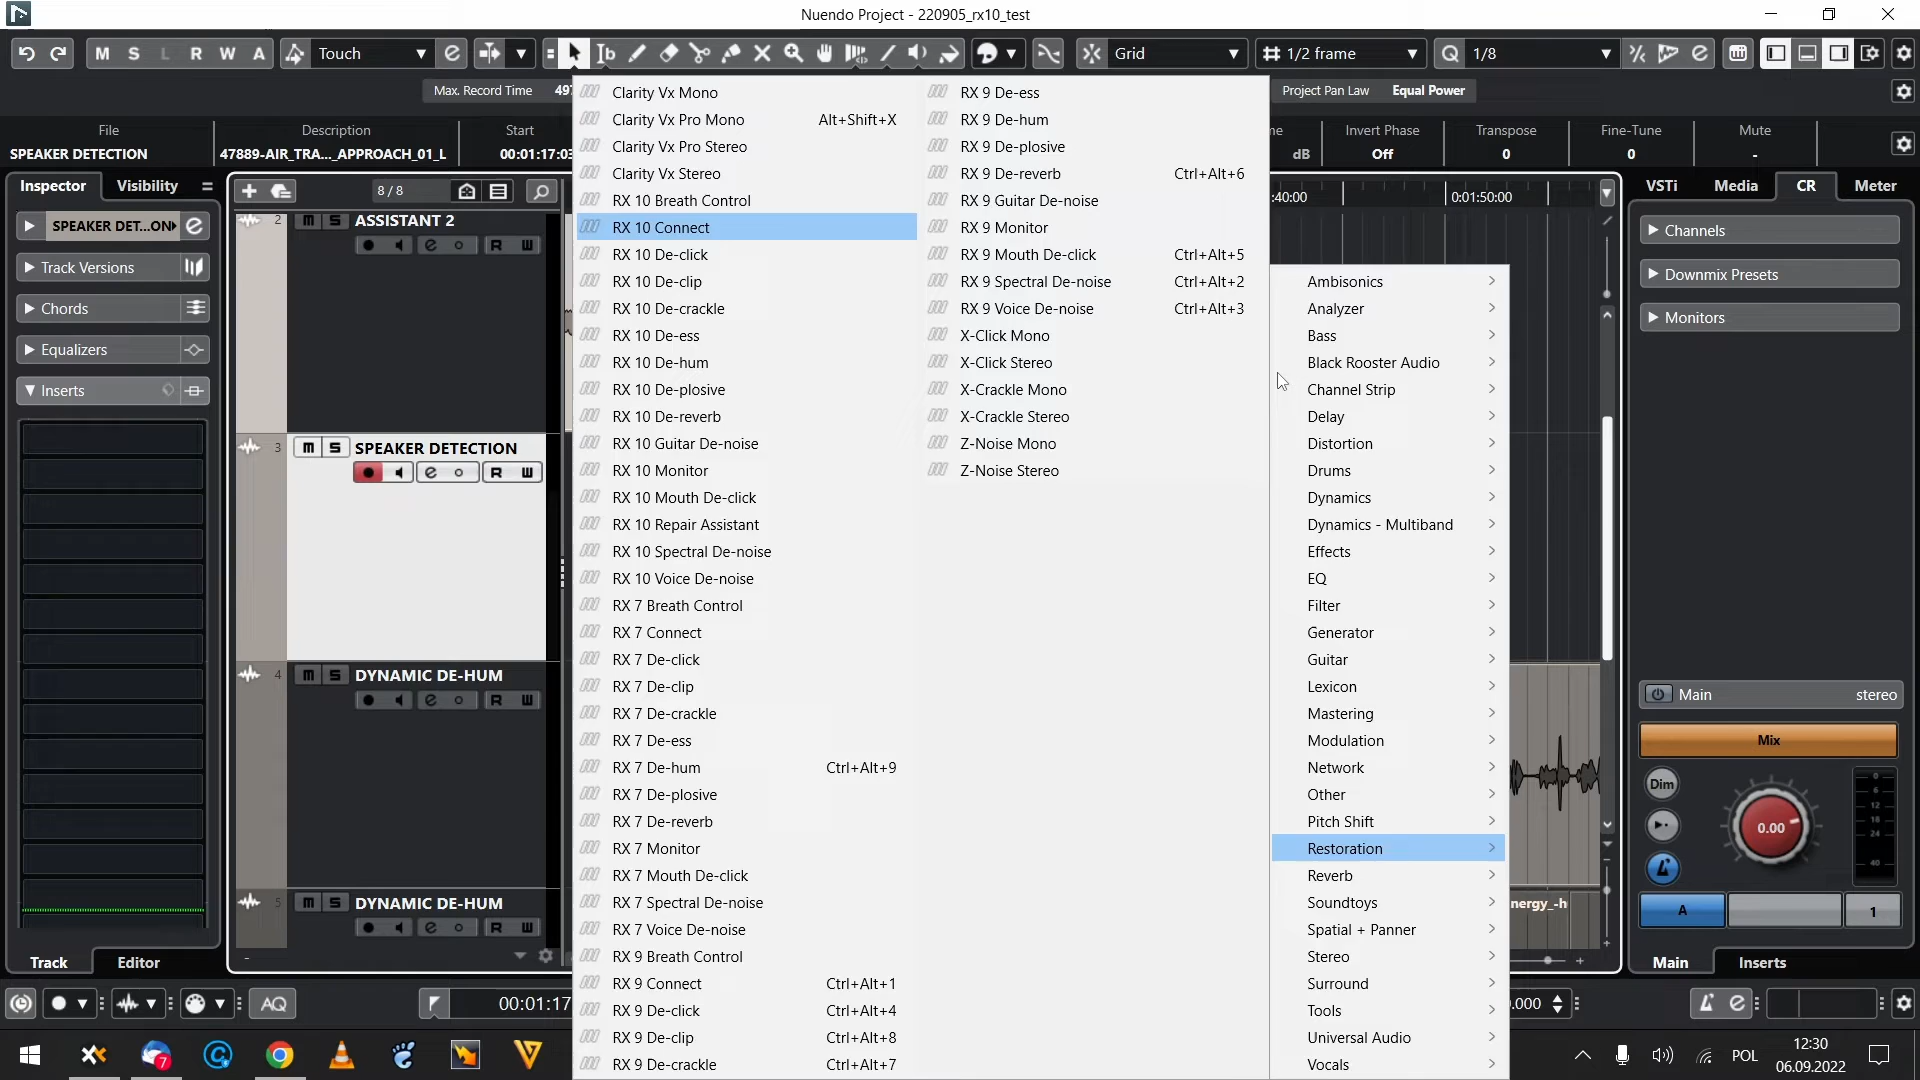 Nuendo Project - 220905_rx10_test
M S L R W A Touch Grid 1/2 frame Q 1/8
Max. Record Time 497
Project Pan Law Equal Power
File Description Start Invert Phase Transpose Fine-Tune Mute
SPEAKER DETECTION 47889-AIR_TRA..._APPROACH_01_L 00:01:17:03 dB Off 0 0 -
Inspector Visibility
8 / 8
:40:00 0:01:50:00
VSTi Media CR Meter
SPEAKER DET...ON
Track Versions
Chords
Equalizers
Inserts
Track Editor
2 M S ASSISTANT 2
R W
3 M S SPEAKER DETECTION
R W
4 M S DYNAMIC DE-HUM
R W
5 M S DYNAMIC DE-HUM
R W
Clarity Vx Mono
Clarity Vx Pro Mono Alt+Shift+X
Clarity Vx Pro Stereo
Clarity Vx Stereo
RX 10 Breath Control
RX 10 Connect
RX 10 De-click
RX 10 De-clip
RX 10 De-crackle
RX 10 De-ess
RX 10 De-hum
RX 10 De-plosive
RX 10 De-reverb
RX 10 Guitar De-noise
RX 10 Monitor
RX 10 Mouth De-click
RX 10 Repair Assistant
RX 10 Spectral De-noise
RX 10 Voice De-noise
RX 7 Breath Control
RX 7 Connect
RX 7 De-click
RX 7 De-clip
RX 7 De-crackle
RX 7 De-ess
RX 7 De-hum Ctrl+Alt+9
RX 7 De-plosive
RX 7 De-reverb
RX 7 Monitor
RX 7 Mouth De-click
RX 7 Spectral De-noise
RX 7 Voice De-noise
RX 9 Breath Control
RX 9 Connect Ctrl+Alt+1
RX 9 De-click Ctrl+Alt+4
RX 9 De-clip Ctrl+Alt+8
RX 9 De-crackle Ctrl+Alt+7
RX 9 De-ess
RX 9 De-hum
RX 9 De-plosive
RX 9 De-reverb Ctrl+Alt+6
RX 9 Guitar De-noise
RX 9 Monitor
RX 9 Mouth De-click Ctrl+Alt+5
RX 9 Spectral De-noise Ctrl+Alt+2
RX 9 Voice De-noise Ctrl+Alt+3
X-Click Mono
X-Click Stereo
X-Crackle Mono
X-Crackle Stereo
Z-Noise Mono
Z-Noise Stereo
Ambisonics
Analyzer
Bass
Black Rooster Audio
Channel Strip
Delay
Distortion
Drums
Dynamics
Dynamics - Multiband
Effects
EQ
Filter
Generator
Guitar
Lexicon
Mastering
Modulation
Network
Other
Pitch Shift
Restoration
Reverb
Soundtoys
Spatial + Panner
Stereo
Surround
Tools
Universal Audio
Vocals
nergy_-h
Channels
Downmix Presets
Monitors
Main stereo
Mix
Dim
0.00
0
6
12
18
24
40
A 1
Main Inserts
AQ 00:01:17 .000
7 POL 12:30
06.09.2022